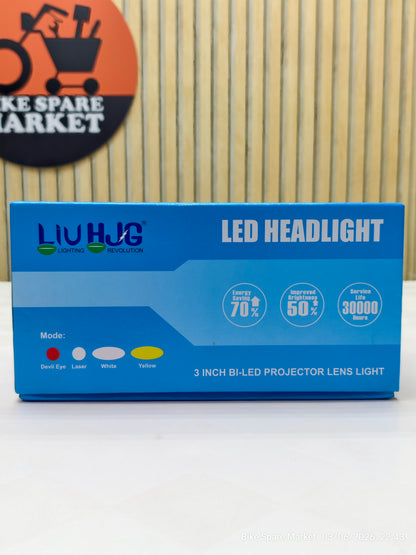 KE SPARE
MARKET
LiU HJG®
LIGHTING REVOLUTION
LED HEADLIGHT
Energy
Saving
70%
Improved
Brightness
50%
Service
Life
30000
Hours
Mode:
Devil Eye Laser White Yellow
3 INCH BI-LED PROJECTOR LENS LIGHT